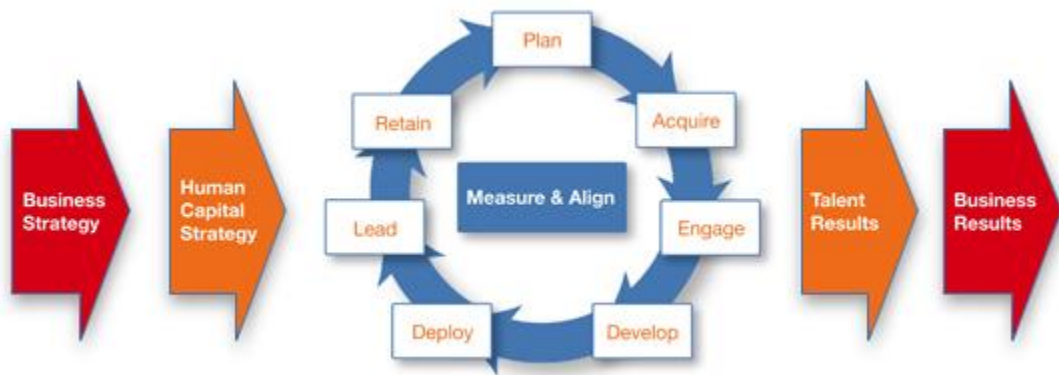 Business
Strategy
Human
Capital
Strategy
Plan
Acquire
Engage
Develop
Deploy
Lead
Retain
Measure & Align
Talent
Results
Business
Results